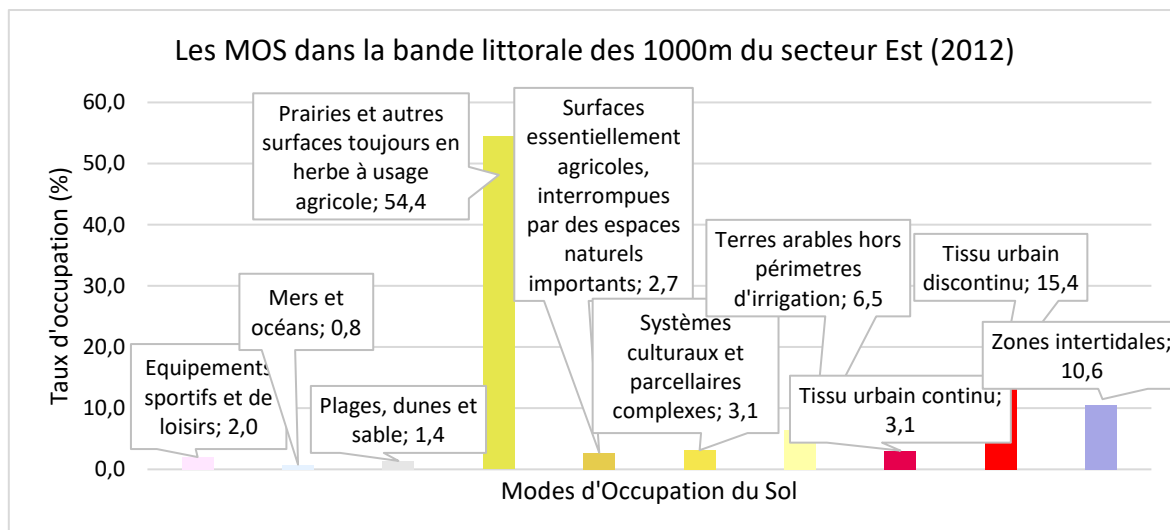 Les MOS dans la bande littorale des 1000m du secteur Est (2012)
Taux d'occupation (%)
60,0
50,0
40,0
30,0
20,0
10,0
0,0
Equipements
sportifs et de
loisirs; 2,0
Mers et
océans; 0,8
Plages, dunes et
sable; 1,4
Prairies et autres
surfaces toujours en
herbe à usage
agricole; 54,4
Surfaces
essentiellement
agricoles,
interrompues
par des espaces
naturels
importants; 2,7
Systèmes
culturaux et
parcellaires
complexes; 3,1
Terres arables hors
périmetres
d'irrigation; 6,5
Tissu urbain continu;
3,1
Tissu urbain
discontinu; 15,4
Zones intertidales;
10,6
Modes d'Occupation du Sol